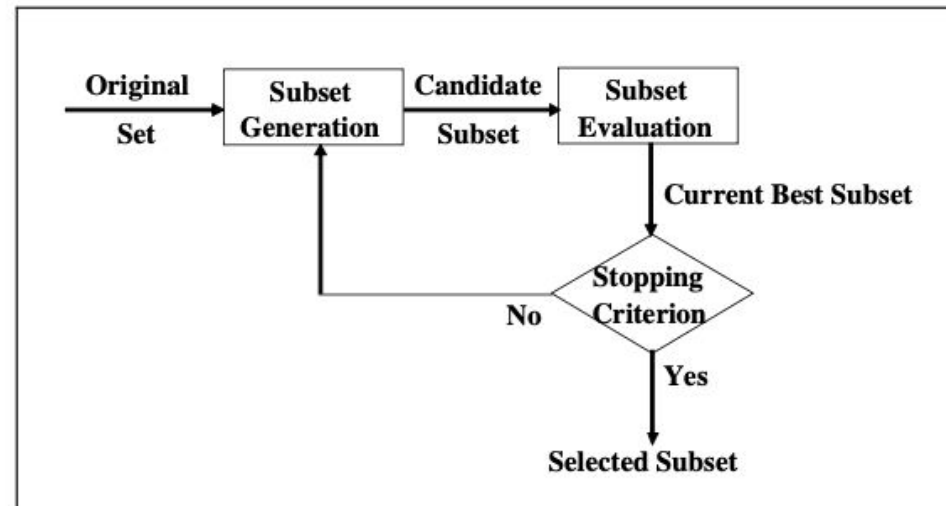 Original
Set
Subset
Generation
Candidate
Subset
Subset
Evaluation
Current Best Subset
Stopping
Criterion
No
Yes
Selected Subset